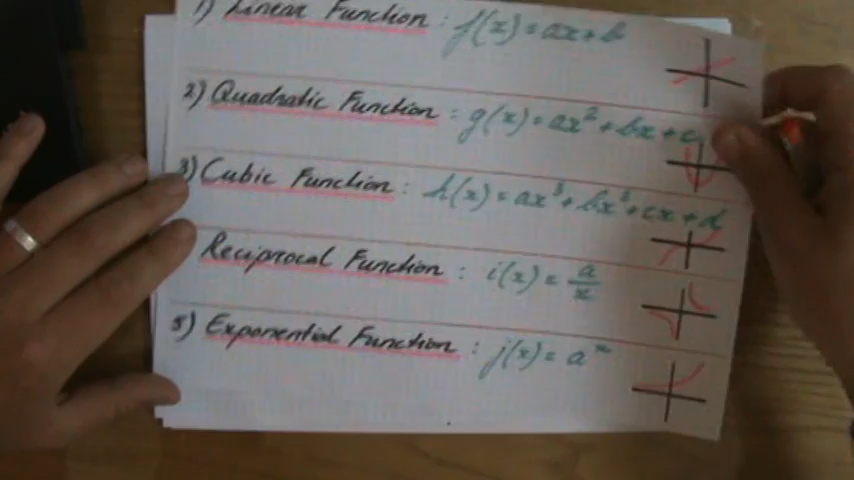 1) Linear Function : f(x) = ax + b
2) Quadratic Function : g(x) = ax² + bx + c
3) Cubic Function : h(x) = ax³ + bx² + cx + d
Reciprocal Function : i(x) = a/x
5) Exponential Function : j(x) = aˣ